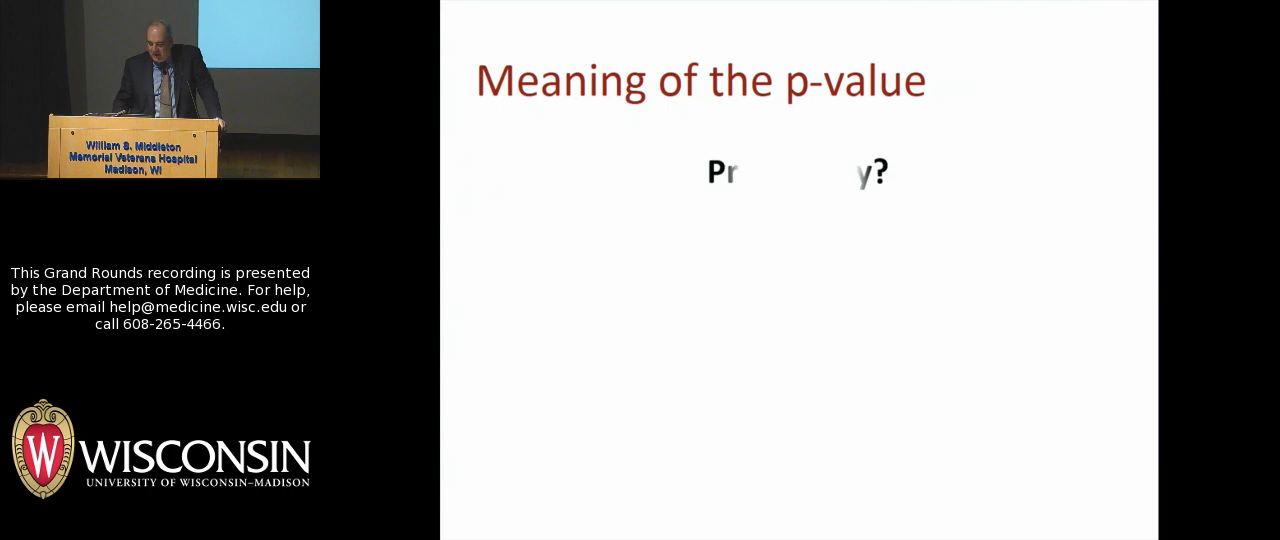 William S. Middleton
Memorial Veterans Hospital
Madison, WI
This Grand Rounds recording is presented
by the Department of Medicine. For help,
please email help@medicine.wisc.edu or
call 608-265-4466.
W WISCONSIN
UNIVERSITY OF WISCONSIN–MADISON
Meaning of the p-value
Pr y?